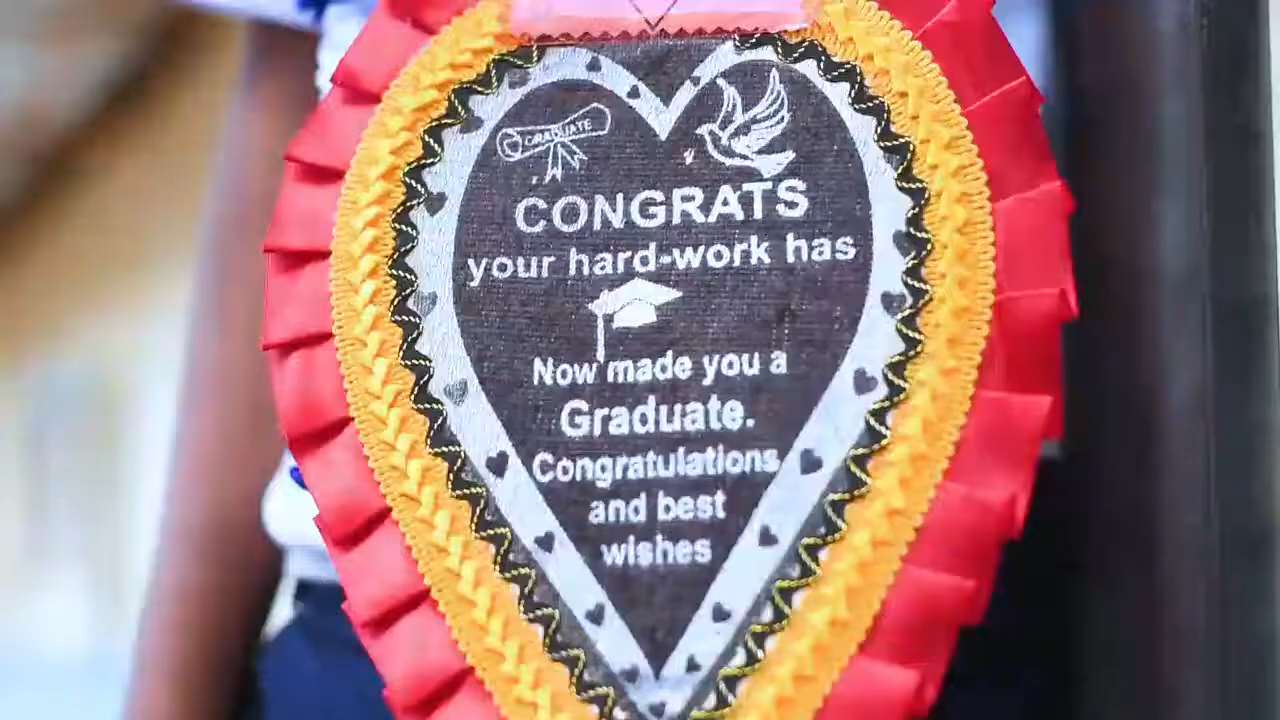 GRADUATE
CONGRATS
your hard-work has
Now made you a
Graduate.
Congratulations
and best
wishes